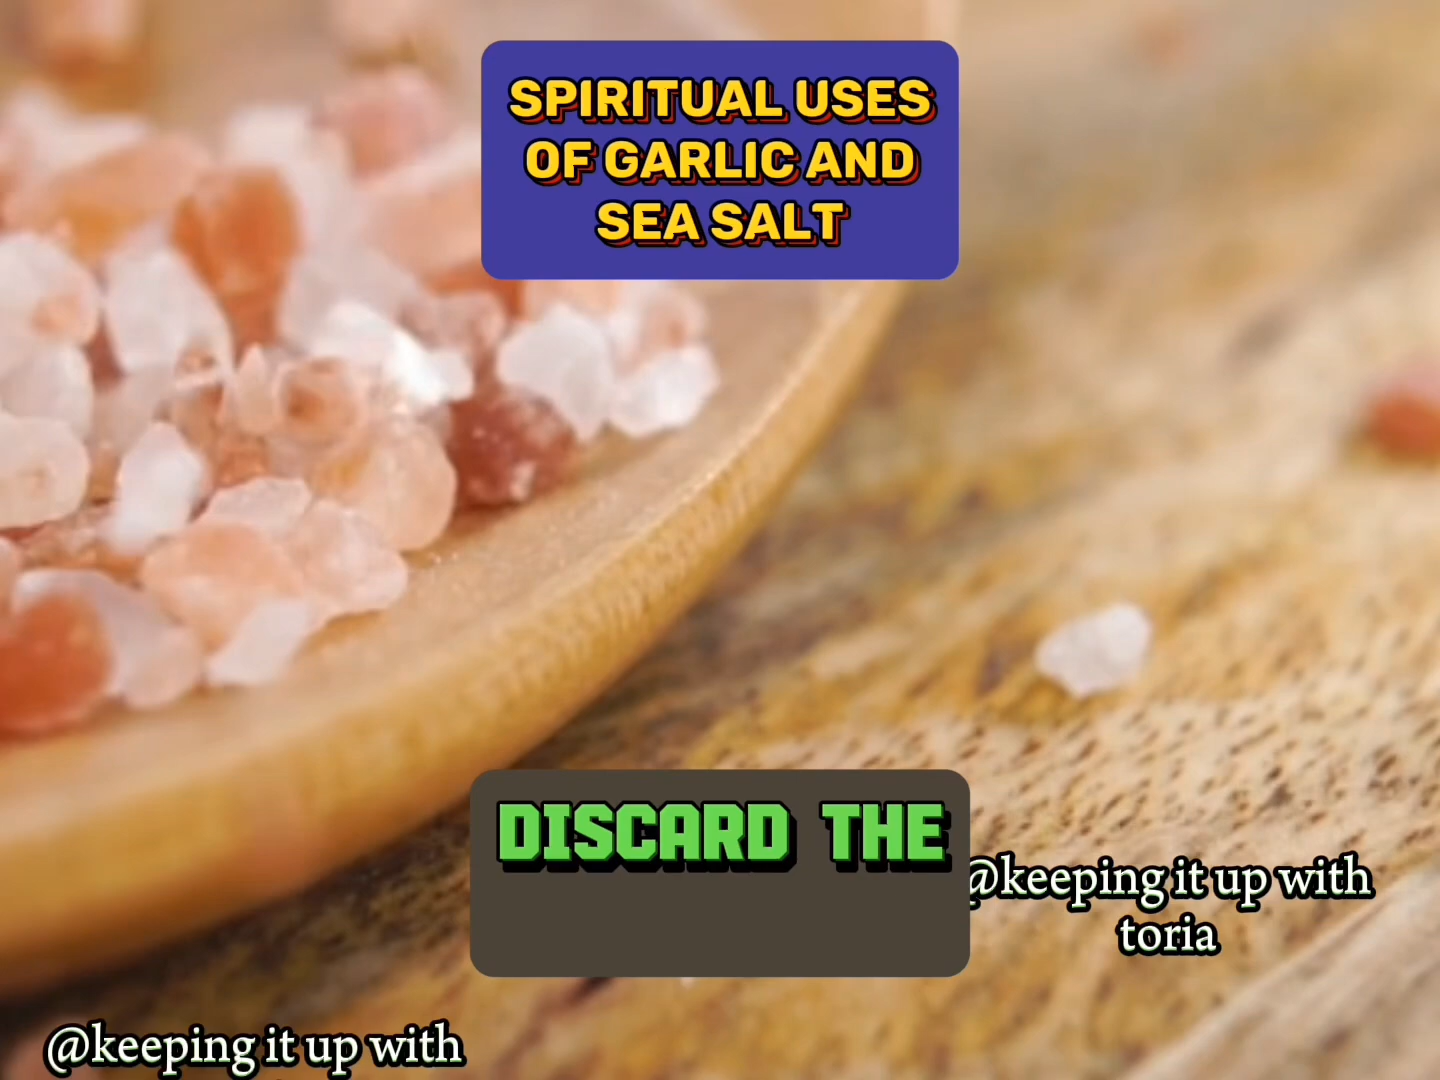 SPIRITUAL USES
OF GARLIC AND
SEA SALT
DISCARD THE
@keeping it up with
toria
@keeping it up with